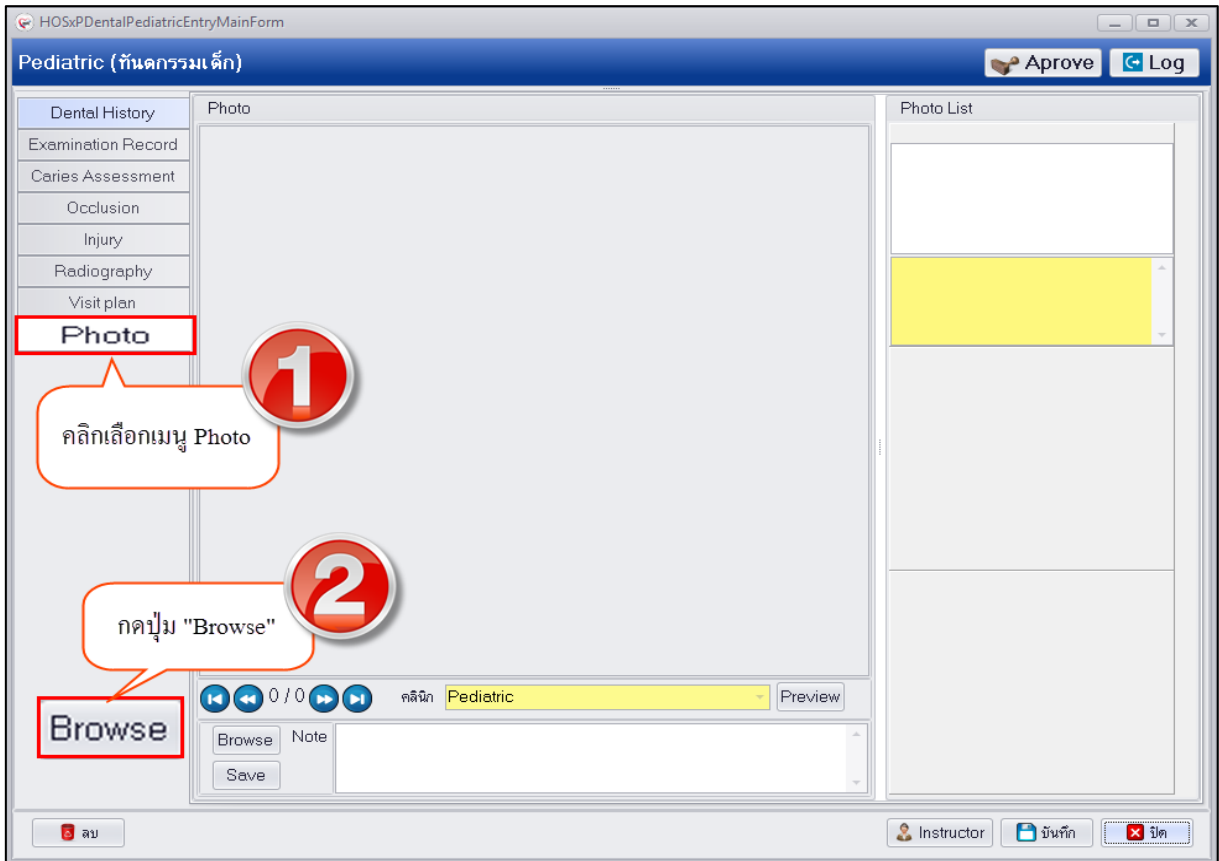 HOSxPDentalPediatricEntryMainForm
Pediatric (ทันตกรรมเด็ก)
Aprove
Log
Dental History
Examination Record
Caries Assessment
Occlusion
Injury
Radiography
Visit plan
Photo
Photo
Photo List
1
คลิกเลือกเมนู Photo
2
กดปุ่ม "Browse"
Browse
0 / 0
คลินิก
Pediatric
Preview
Browse
Note
Save
ลบ
Instructor
บันทึก
ปิด